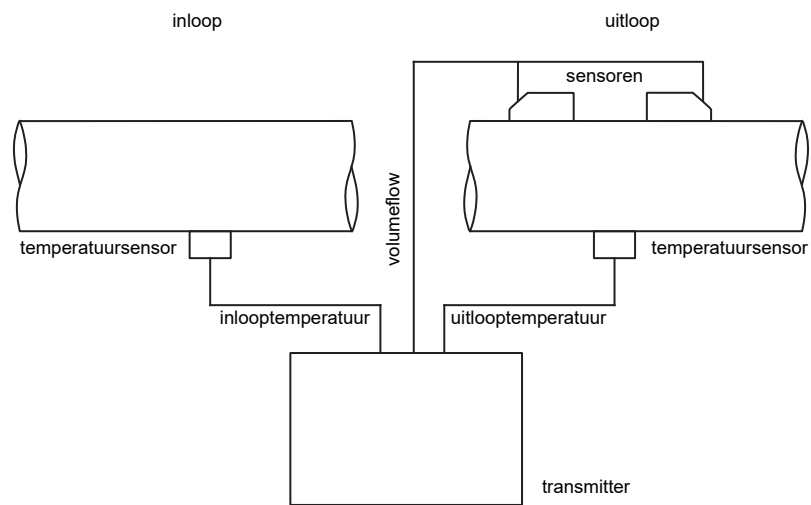 inloop
uitloop
sensoren
volumeflow
temperatuursensor
temperatuursensor
inlooptemperatuur
uitlooptemperatuur
transmitter